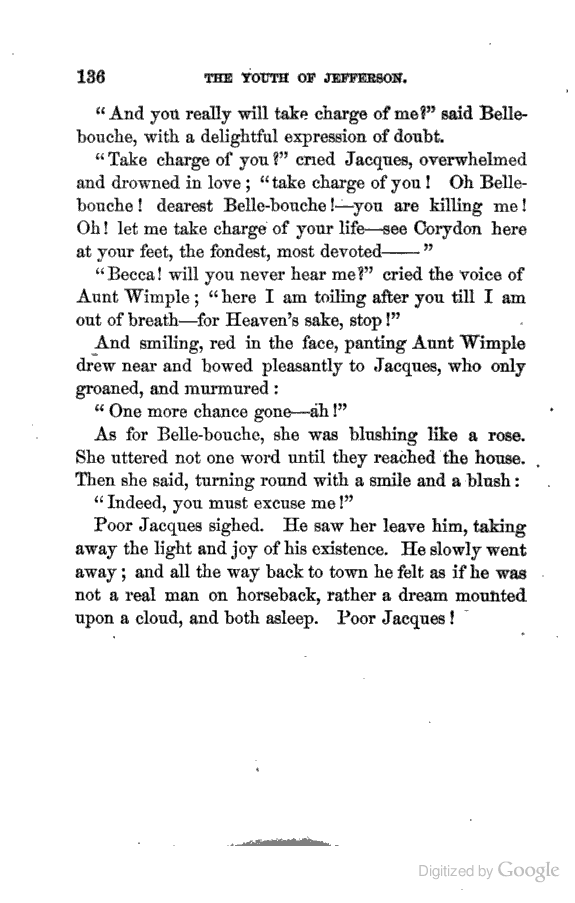 136 THE YOUTH OF JEFFERSON.
"And you really will take charge of me?" said Belle-
bouche, with a delightful expression of doubt.
"Take charge of you?" cried Jacques, overwhelmed
and drowned in love; "take charge of you! Oh Belle-
bouche! dearest Belle-bouche!—you are killing me!
Oh! let me take charge of your life—see Corydon here
at your feet, the fondest, most devoted——"
"Becca! will you never hear me?" cried the voice of
Aunt Wimple; "here I am toiling after you till I am
out of breath—for Heaven's sake, stop!"
And smiling, red in the face, panting Aunt Wimple
drew near and bowed pleasantly to Jacques, who only
groaned, and murmured:
"One more chance gone—ah!"
As for Belle-bouche, she was blushing like a rose.
She uttered not one word until they reached the house.
Then she said, turning round with a smile and a blush:
"Indeed, you must excuse me!"
Poor Jacques sighed. He saw her leave him, taking
away the light and joy of his existence. He slowly went
away; and all the way back to town he felt as if he was
not a real man on horseback, rather a dream mounted
upon a cloud, and both asleep. Poor Jacques!
Digitized by Google